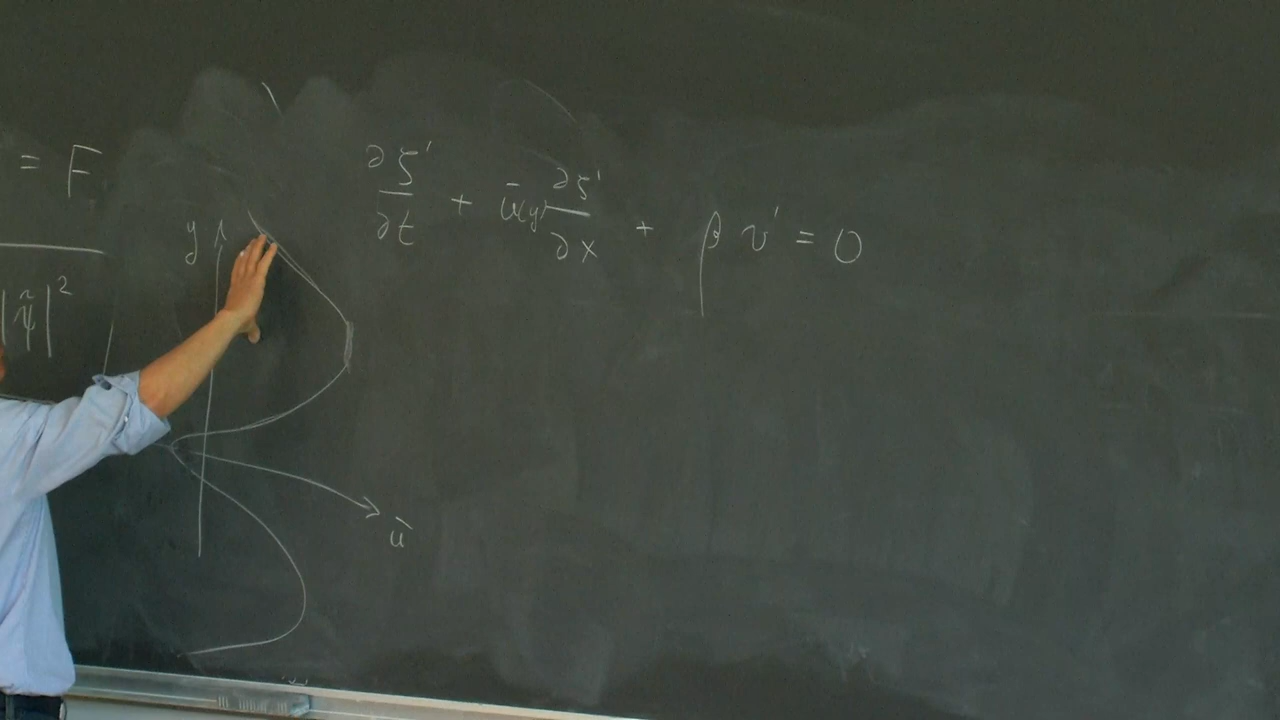 = F
|ψ̃|²
y
ū
∂ζ'/∂t + ū(y) ∂ζ'/∂x + β v' = 0